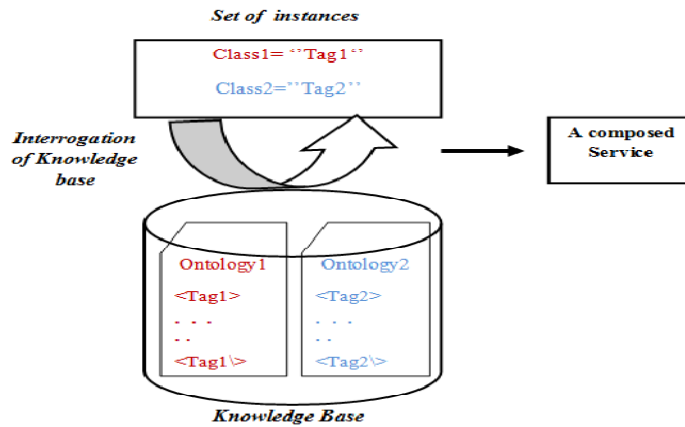 Set of instances
Class1= “Tag1“
Class2=”Tag2”
Interrogation
of Knowledge
base
A composed
Service
Ontology1
<Tag1>
. . .
. .
<Tag1\>
Ontology2
<Tag2>
. . .
. .
<Tag2\>
Knowledge Base